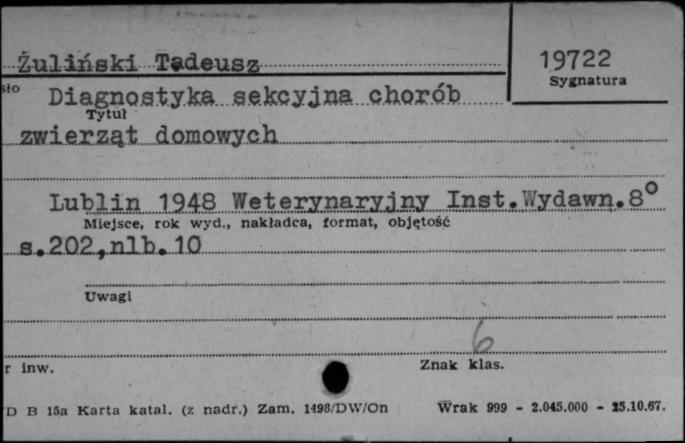 Żuliński Tadeusz
19722
Sygnatura
sło Diagnostyka sekcyjna chorób
Tytuł
zwierząt domowych
Lublin 1948 Weterynaryjny Inst.Wydawn.8°
Miejsce, rok wyd., nakładca, format, objętość
s.202,nlb.10
Uwagi
6
r inw.
Znak klas.
D B 15a Karta katal. (z nadr.) Zam. 1498/DW/On Wrak 999 - 2.045.000 - 25.10.67.